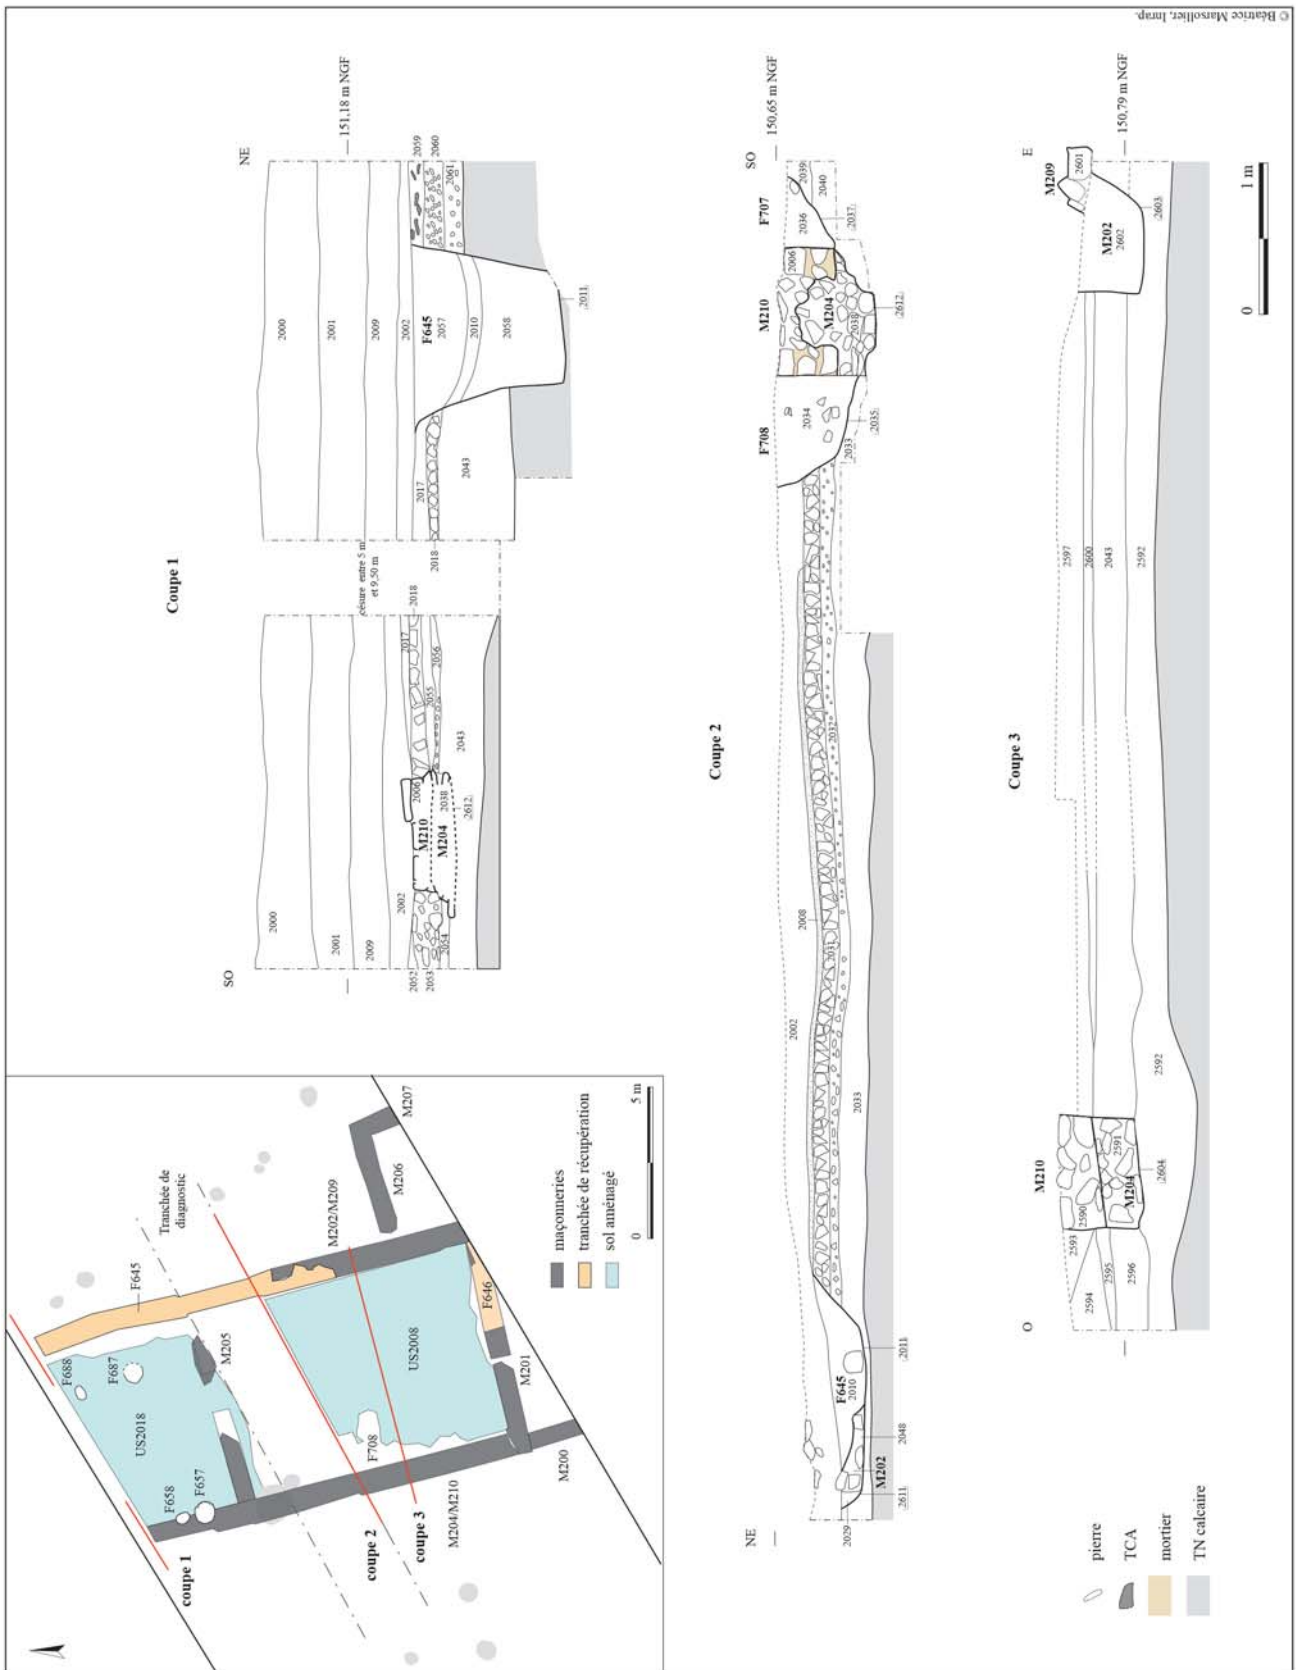 © Béatrice Marsollier, Inrap.
Coupe 1
SO
NE
151,18 m NGF
2000
2001
2009
2002
2052
2053
2054
M210
2006
M204
2038
2612
2043
2017
2018
2055
2056
césure entre 5 m
et 9,50 m
2000
2001
2009
2002
2017
2018
2043
F645
2057
2010
2058
2011
2059
2060
2061
Tranchée de
diagnostic
F645
F688
F687
US2018
F658
F657
M205
M202/M209
M206
M207
US2008
F708
F646
M201
M200
M204/M210
coupe 1
coupe 2
coupe 3
maçonneries
tranchée de récupération
sol aménagé
0
5 m
Coupe 2
NE
SO
150,65 m NGF
2029
2611
M202
2048
F645
2010
2011
2002
2008
2031
2032
2033
F708
2034
2033
2035
M210
2006
M204
2038
2612
F707
2036
2037
2039
2040
Coupe 3
O
E
150,79 m NGF
2594
2593
2595
2596
M210
2590
M204
2591
2604
2592
2597
2600
2043
2592
M209
2601
M202
2602
2603
pierre
TCA
mortier
TN calcaire
0
1 m